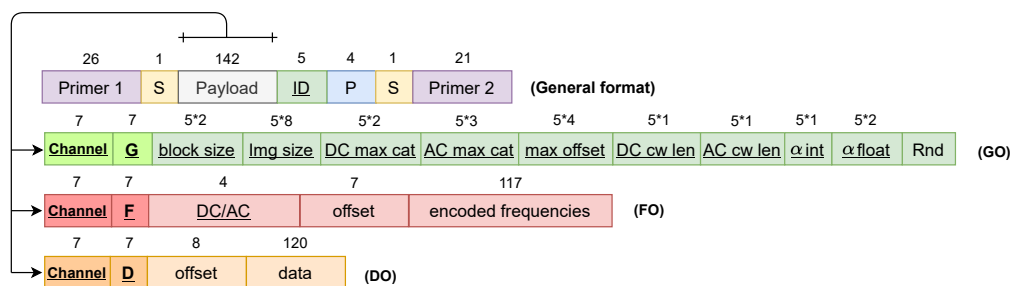 26 1 142 5 4 1 21
Primer 1 S Payload ID P S Primer 2 (General format)
7 7 5*2 5*8 5*2 5*3 5*4 5*1 5*1 5*1 5*2
Channel G block size Img size DC max cat AC max cat max offset DC cw len AC cw len α int α float Rnd (GO)
7 7 4 7 117
Channel F DC/AC offset encoded frequencies (FO)
7 7 8 120
Channel D offset data (DO)